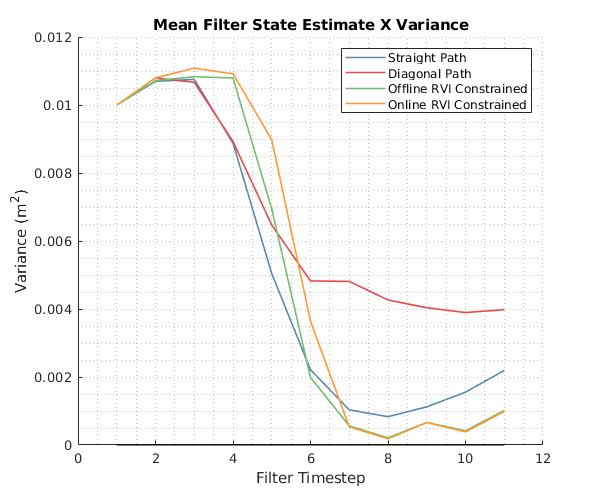 Mean Filter State Estimate X Variance
0.012
0.01
0.008
0.006
0.004
0.002
0
Variance (m²)
Straight Path
Diagonal Path
Offline RVI Constrained
Online RVI Constrained
0 2 4 6 8 10 12
Filter Timestep